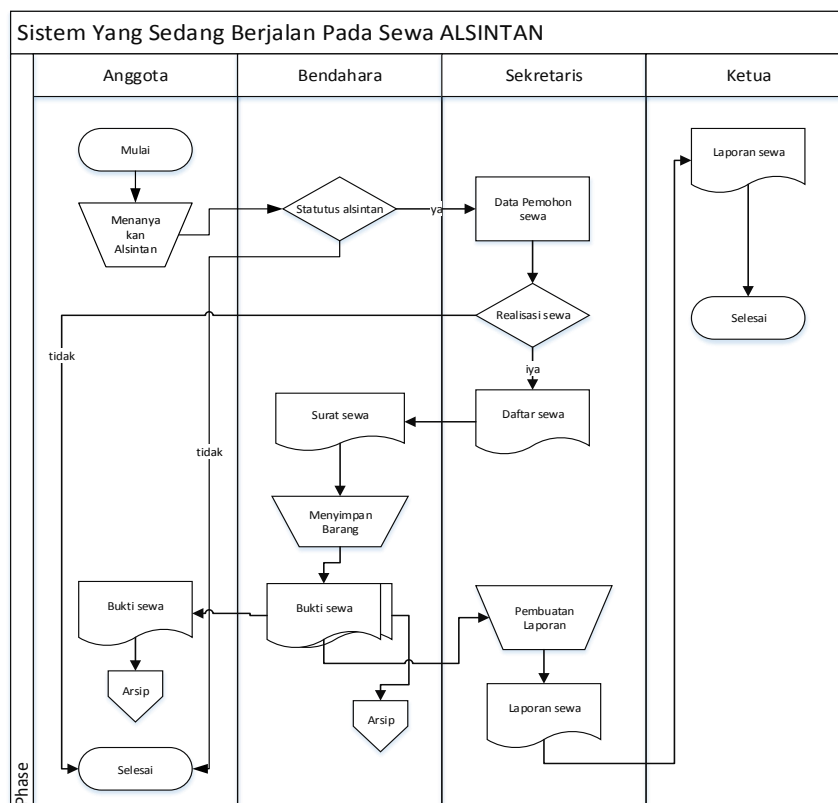 Sistem Yang Sedang Berjalan Pada Sewa ALSINTAN
Anggota
Bendahara
Sekretaris
Ketua
Mulai
Menanya
kan
Alsintan
Statutus alsintan
ya
Data Pemohon
sewa
Laporan sewa
Realisasi sewa
Selesai
tidak
iya
Surat sewa
Daftar sewa
tidak
Menyimpan
Barang
Bukti sewa
Bukti sewa
Pembuatan
Laporan
Arsip
Arsip
Laporan sewa
Selesai
Phase